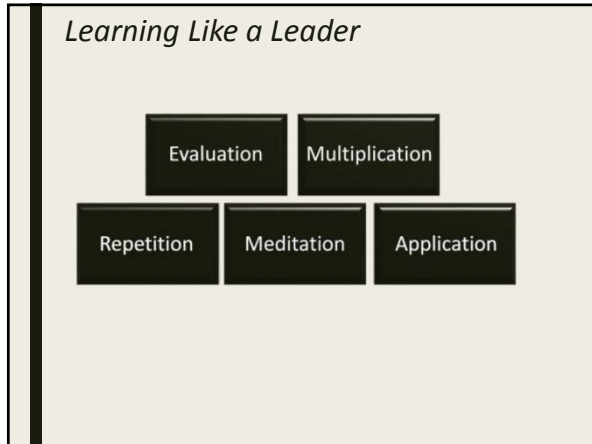 Learning Like a Leader
Evaluation Multiplication
Repetition Meditation Application